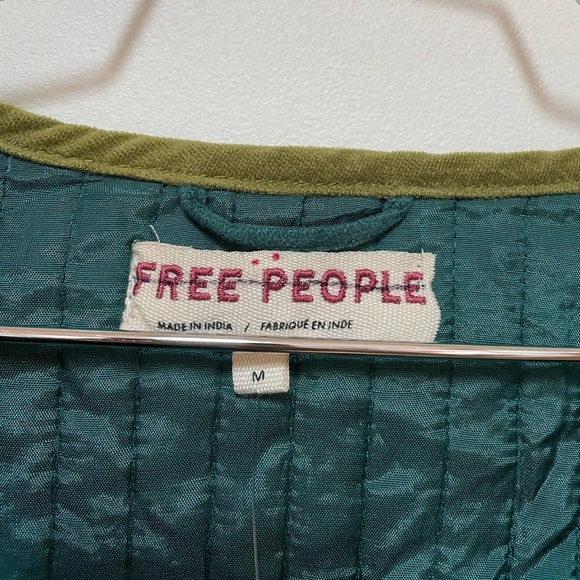 FREE PEOPLE
MADE IN INDIA / FABRIQUÉ EN INDE
M